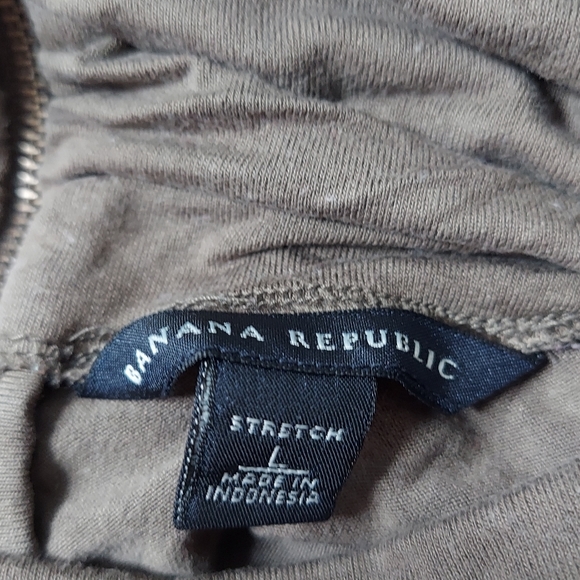 BANANA REPUBLIC
STRETCH
L
MADE IN
INDONESIA